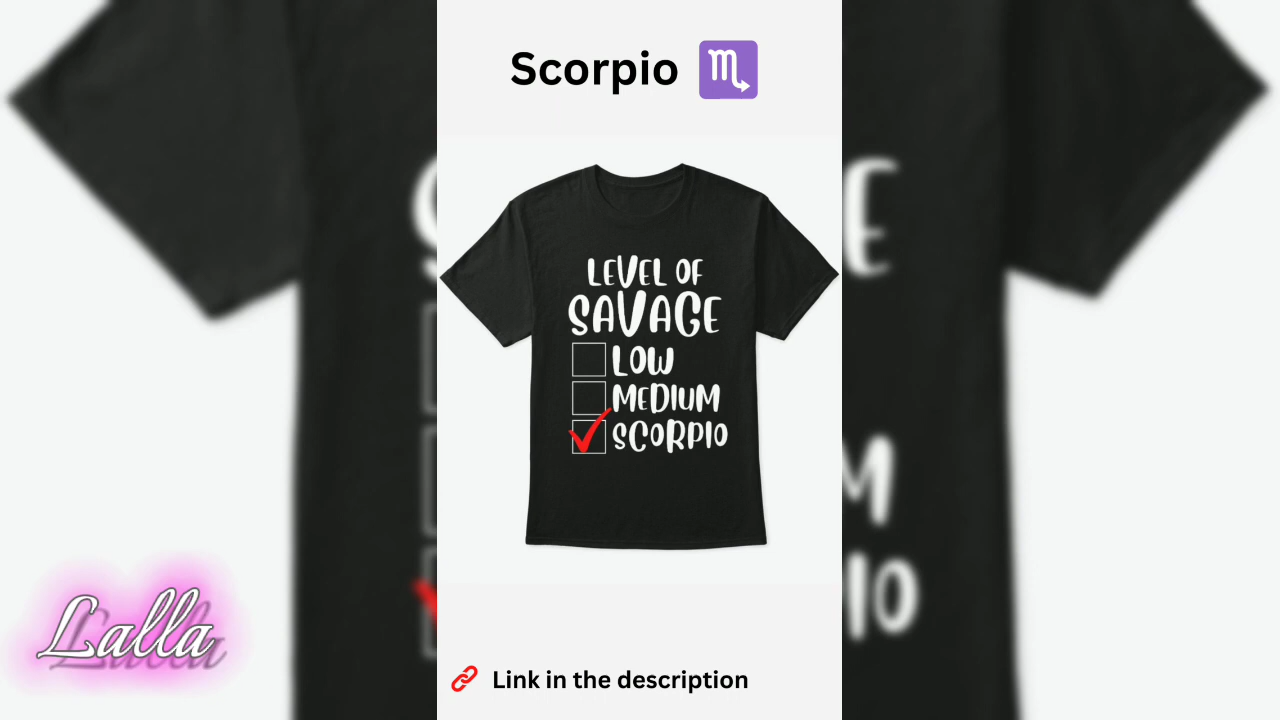 Scorpio ♏
LEVEL OF
SAVAGE
LOW
MEDIUM
SCORPIO
Lalla
Link in the description